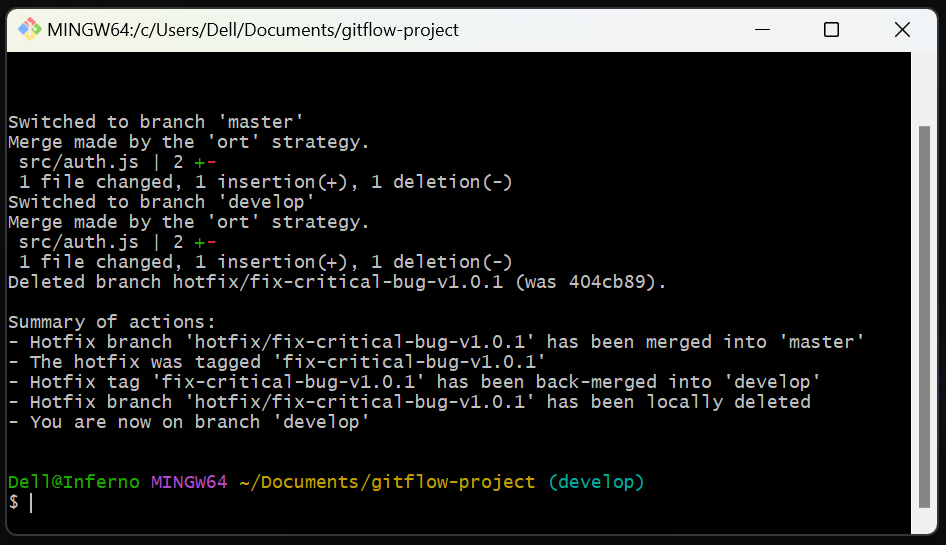 MINGW64:/c/Users/Dell/Documents/gitflow-project
Switched to branch 'master'
Merge made by the 'ort' strategy.
 src/auth.js | 2 +-
 1 file changed, 1 insertion(+), 1 deletion(-)
Switched to branch 'develop'
Merge made by the 'ort' strategy.
 src/auth.js | 2 +-
 1 file changed, 1 insertion(+), 1 deletion(-)
Deleted branch hotfix/fix-critical-bug-v1.0.1 (was 404cb89).
Summary of actions:
- Hotfix branch 'hotfix/fix-critical-bug-v1.0.1' has been merged into 'master'
- The hotfix was tagged 'fix-critical-bug-v1.0.1'
- Hotfix tag 'fix-critical-bug-v1.0.1' has been back-merged into 'develop'
- Hotfix branch 'hotfix/fix-critical-bug-v1.0.1' has been locally deleted
- You are now on branch 'develop'
Dell@Inferno MINGW64 ~/Documents/gitflow-project (develop)
$